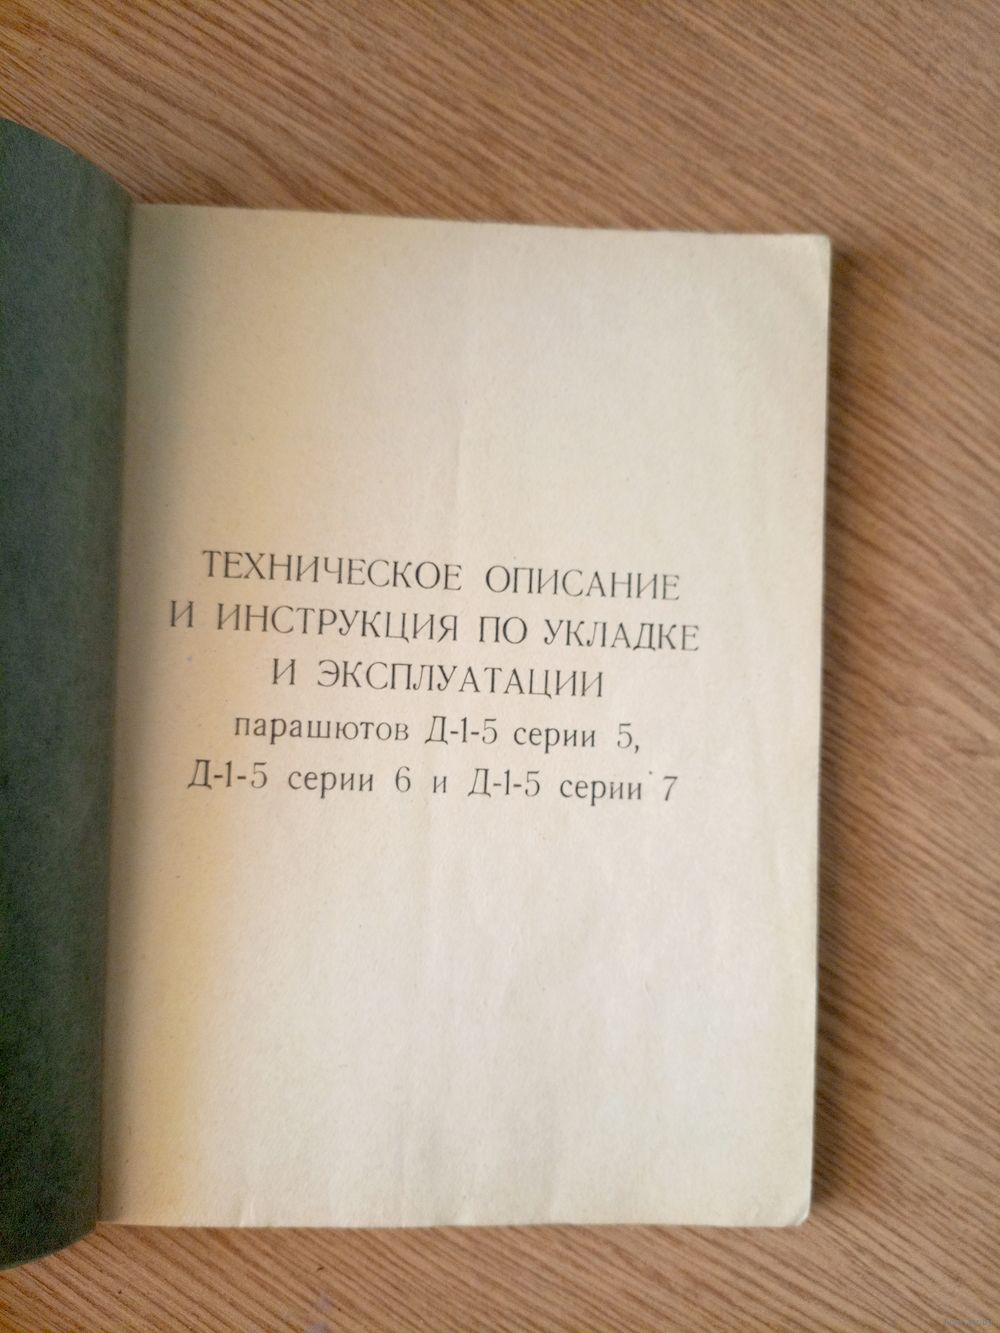 ТЕХНИЧЕСКОЕ ОПИСАНИЕ
И ИНСТРУКЦИЯ ПО УКЛАДКЕ
И ЭКСПЛУАТАЦИИ
парашютов Д-1-5 серии 5,
Д-1-5 серии 6 и Д-1-5 серии 7